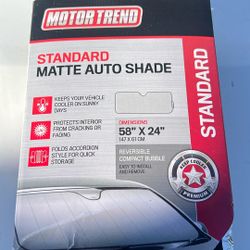 MOTOR TREND
STANDARD
MATTE AUTO SHADE
KEEPS YOUR VEHICLE
COOLER ON SUNNY
DAYS
PROTECTS INTERIOR
FROM CRACKING OR
FADING
FOLDS ACCORDION
STYLE FOR QUICK
STORAGE
DIMENSIONS
58" X 24"
147 X 61 CM
REVERSIBLE
COMPACT BUBBLE
EASY TO INSTALL
AND REMOVE
STANDARD
KEEP COOLER
PREMIUM